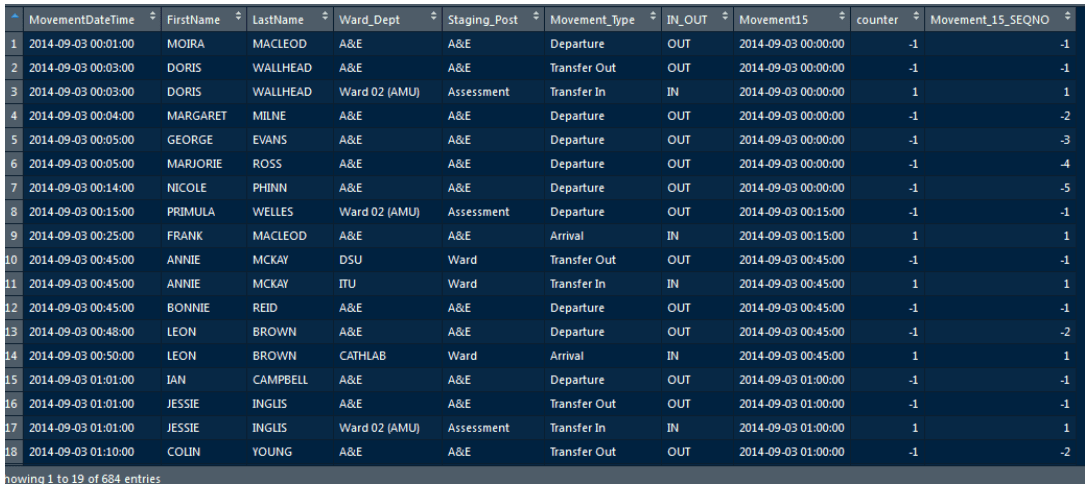 MovementDateTime FirstName LastName Ward_Dept Staging_Post Movement_Type IN_OUT Movement15 counter Movement_15_SEQNO
1 2014-09-03 00:01:00 MOIRA MACLEOD A&E A&E Departure OUT 2014-09-03 00:00:00 -1 -1
2 2014-09-03 00:03:00 DORIS WALLHEAD A&E A&E Transfer Out OUT 2014-09-03 00:00:00 -1 -1
3 2014-09-03 00:03:00 DORIS WALLHEAD Ward 02 (AMU) Assessment Transfer In IN 2014-09-03 00:00:00 1 1
4 2014-09-03 00:04:00 MARGARET MILNE A&E A&E Departure OUT 2014-09-03 00:00:00 -1 -2
5 2014-09-03 00:05:00 GEORGE EVANS A&E A&E Departure OUT 2014-09-03 00:00:00 -1 -3
6 2014-09-03 00:05:00 MARJORIE ROSS A&E A&E Departure OUT 2014-09-03 00:00:00 -1 -4
7 2014-09-03 00:14:00 NICOLE PHINN A&E A&E Departure OUT 2014-09-03 00:00:00 -1 -5
8 2014-09-03 00:15:00 PRIMULA WELLES Ward 02 (AMU) Assessment Departure OUT 2014-09-03 00:15:00 -1 -1
9 2014-09-03 00:25:00 FRANK MACLEOD A&E A&E Arrival IN 2014-09-03 00:15:00 1 1
10 2014-09-03 00:45:00 ANNIE MCKAY DSU Ward Transfer Out OUT 2014-09-03 00:45:00 -1 -1
11 2014-09-03 00:45:00 ANNIE MCKAY ITU Ward Transfer In IN 2014-09-03 00:45:00 1 1
12 2014-09-03 00:45:00 BONNIE REID A&E A&E Departure OUT 2014-09-03 00:45:00 -1 -1
13 2014-09-03 00:48:00 LEON BROWN A&E A&E Departure OUT 2014-09-03 00:45:00 -1 -2
14 2014-09-03 00:50:00 LEON BROWN CATHLAB Ward Arrival IN 2014-09-03 00:45:00 1 1
15 2014-09-03 01:01:00 IAN CAMPBELL A&E A&E Departure OUT 2014-09-03 01:00:00 -1 -1
16 2014-09-03 01:01:00 JESSIE INGLIS A&E A&E Transfer Out OUT 2014-09-03 01:00:00 -1 -1
17 2014-09-03 01:01:00 JESSIE INGLIS Ward 02 (AMU) Assessment Transfer In IN 2014-09-03 01:00:00 1 1
18 2014-09-03 01:10:00 COLIN YOUNG A&E A&E Transfer Out OUT 2014-09-03 01:00:00 -1 -2
howing 1 to 19 of 684 entries